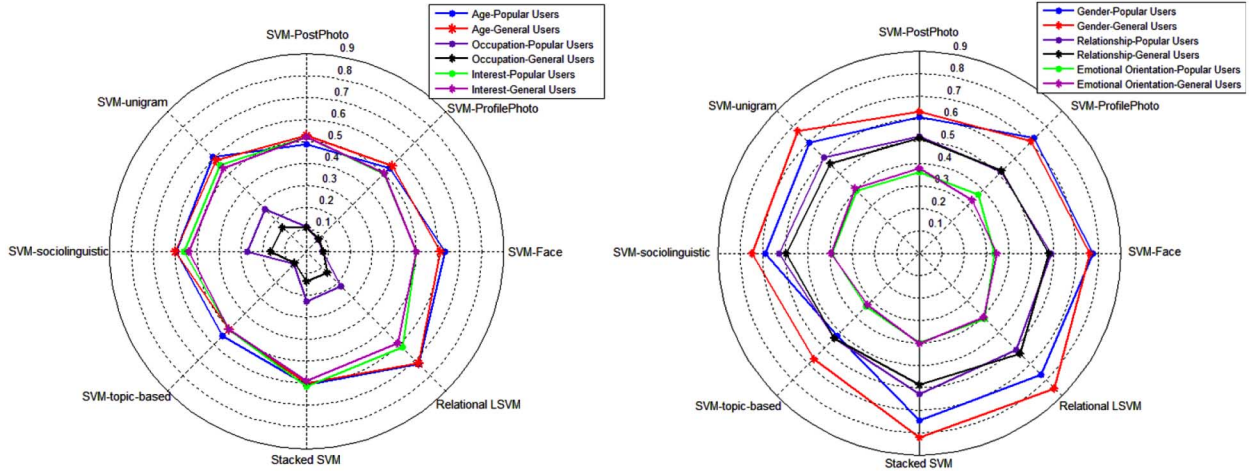 Age-Popular Users
Age-General Users
Occupation-Popular Users
Occupation-General Users
Interest-Popular Users
Interest-General Users
SVM-PostPhoto
0.9
0.8
0.7
0.6
0.5
0.4
0.3
0.2
0.1
SVM-unigram
SVM-ProfilePhoto
SVM-sociolinguistic
SVM-Face
SVM-topic-based
Relational LSVM
Stacked SVM
Gender-Popular Users
Gender-General Users
Relationship-Popular Users
Relationship-General Users
Emotional Orientation-Popular Users
Emotional Orientation-General Users
SVM-PostPhoto
0.9
0.8
0.7
0.6
0.5
0.4
0.3
0.2
0.1
SVM-unigram
SVM-ProfilePhoto
SVM-sociolinguistic
SVM-Face
SVM-topic-based
Relational LSVM
Stacked SVM